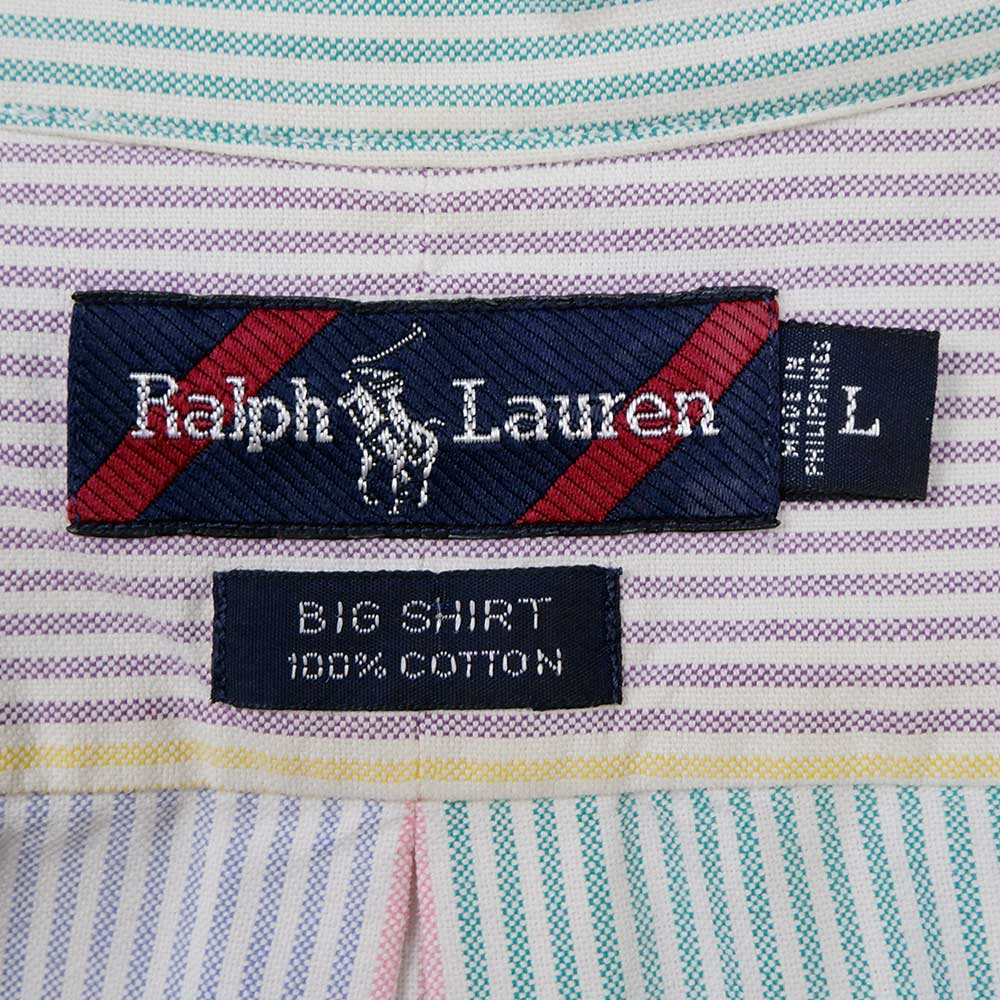 Ralph Lauren
MADE IN
PHILIPPINES
L
BIG SHIRT
100% COTTON